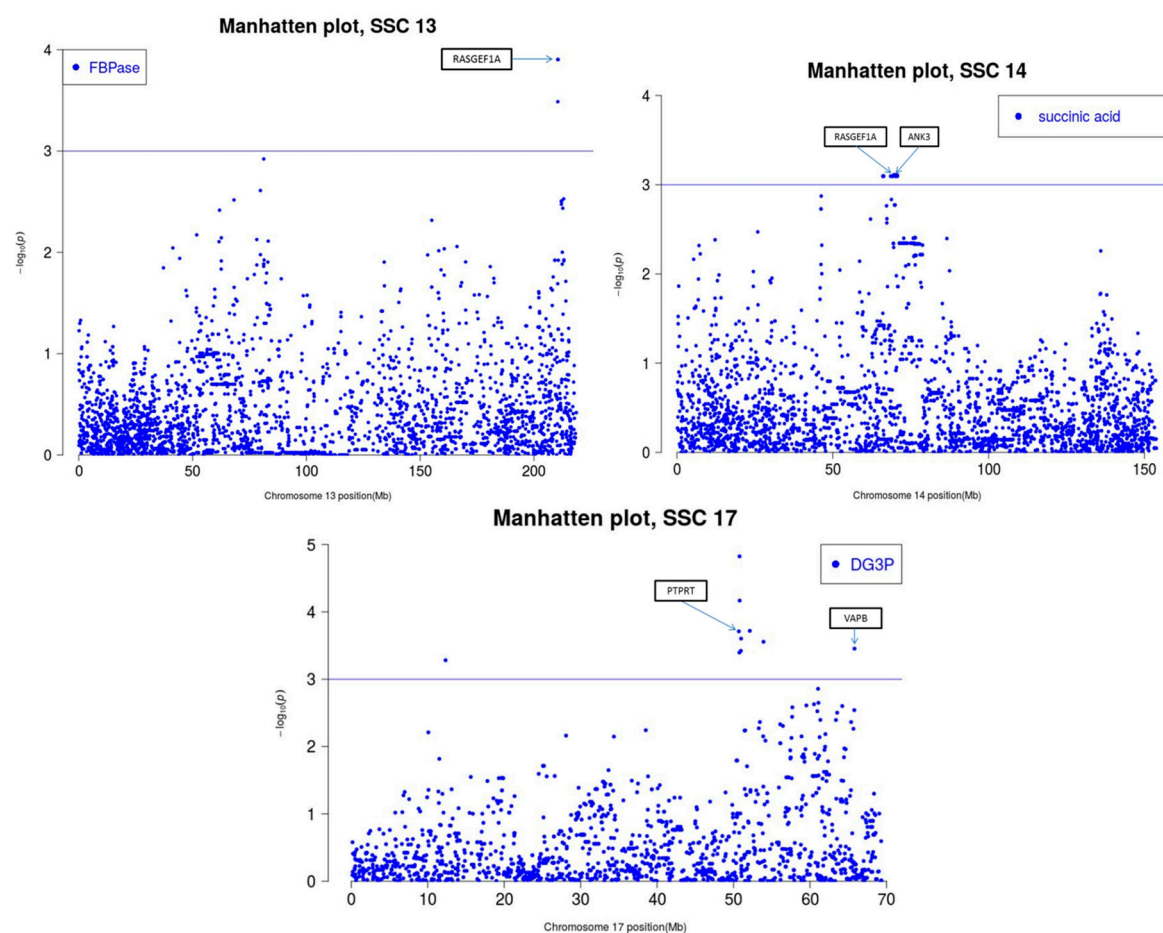 Manhatten plot, SSC 13
RASGEF1A
FBPase
4
3
2
1
0
−log10(p)
0 50 100 150 200
Chromosome 13 position(Mb)
Manhatten plot, SSC 14
succinic acid
RASGEF1A ANK3
4
3
2
1
0
−log10(p)
0 50 100 150
Chromosome 14 position(Mb)
Manhatten plot, SSC 17
DG3P
PTPRT
VAPB
5
4
3
2
1
0
−log10(p)
0 10 20 30 40 50 60 70
Chromosome 17 position(Mb)